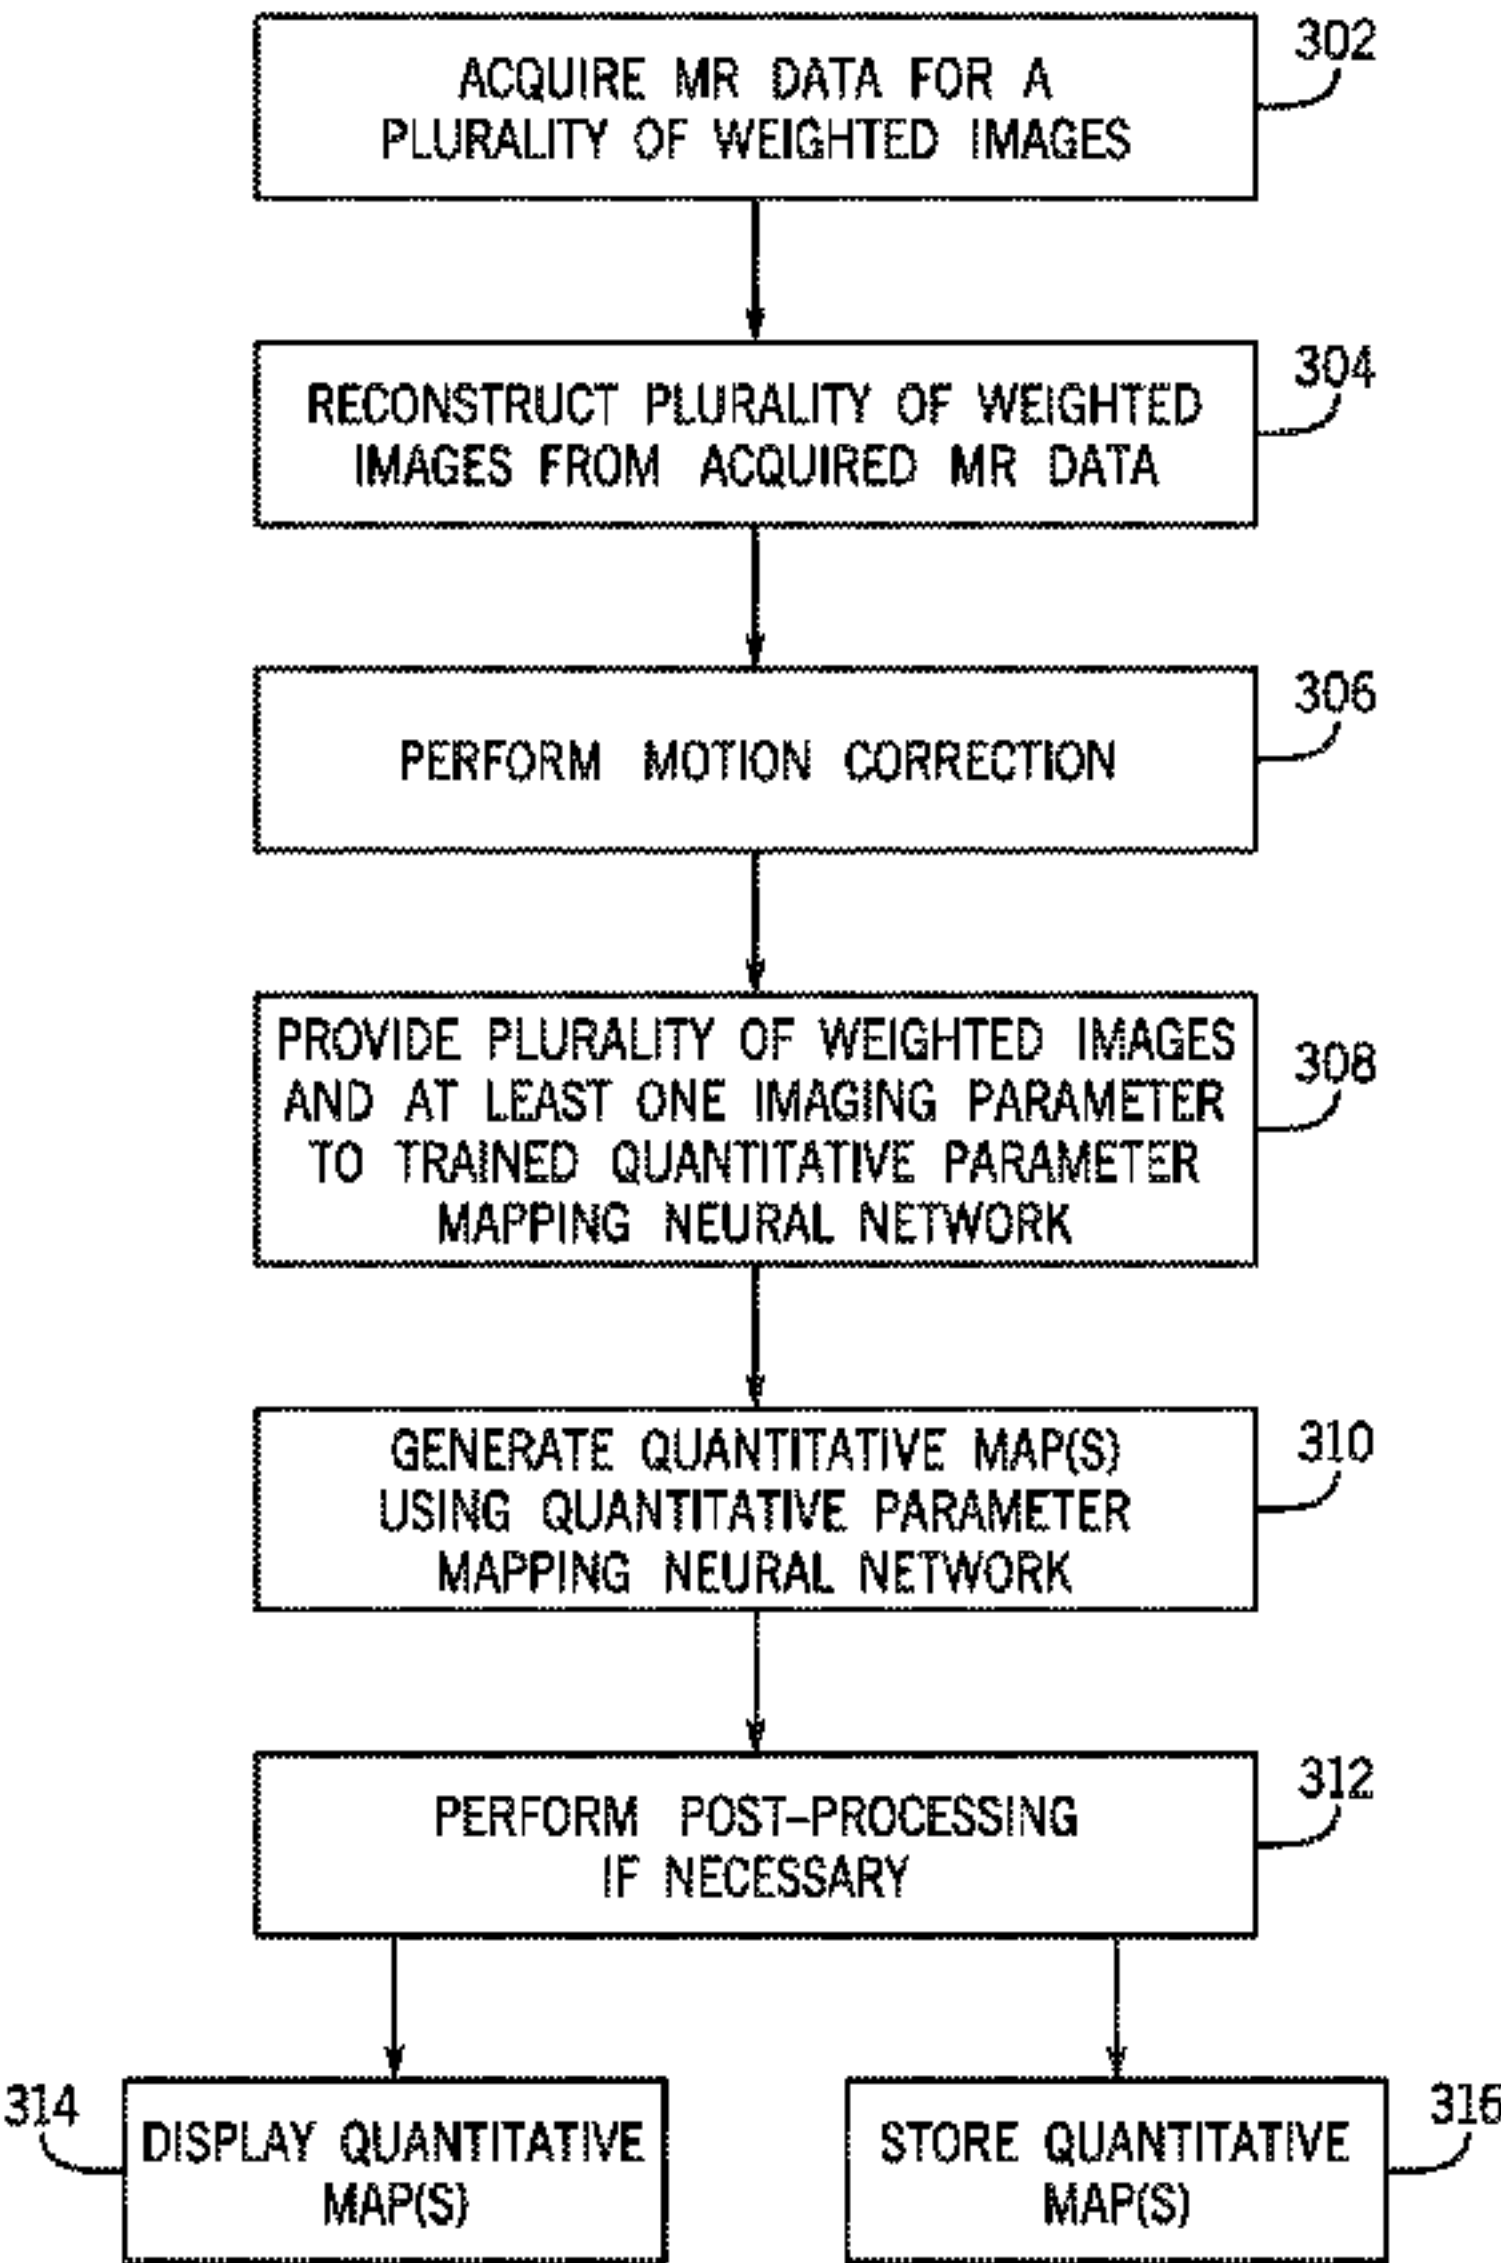 302
ACQUIRE MR DATA FOR A
PLURALITY OF WEIGHTED IMAGES
304
RECONSTRUCT PLURALITY OF WEIGHTED
IMAGES FROM ACQUIRED MR DATA
306
PERFORM MOTION CORRECTION
308
PROVIDE PLURALITY OF WEIGHTED IMAGES
AND AT LEAST ONE IMAGING PARAMETER
TO TRAINED QUANTITATIVE PARAMETER
MAPPING NEURAL NETWORK
310
GENERATE QUANTITATIVE MAP(S)
USING QUANTITATIVE PARAMETER
MAPPING NEURAL NETWORK
312
PERFORM POST-PROCESSING
IF NECESSARY
314
DISPLAY QUANTITATIVE
MAP(S)
316
STORE QUANTITATIVE
MAP(S)